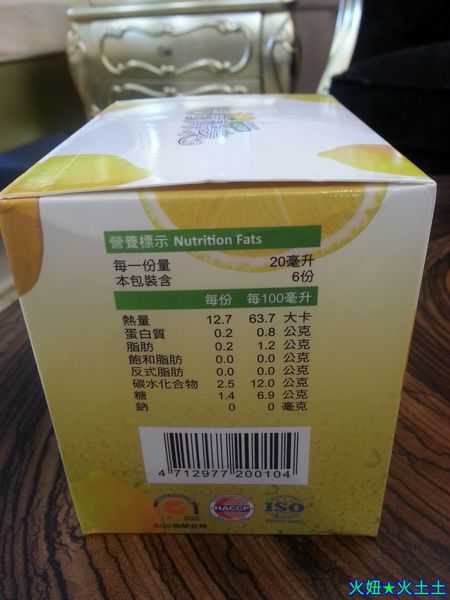 營養標示 Nutrition Fats
每一份量 20毫升
本包裝含 6份
每份 每100毫升
熱量 12.7 63.7 大卡
蛋白質 0.2 0.8 公克
脂肪 0.2 1.2 公克
飽和脂肪 0.0 0.0 公克
反式脂肪 0.0 0.0 公克
碳水化合物 2.5 12.0 公克
糖 1.4 6.9 公克
鈉 0 0 毫克
4 712977 200104
HACCP
ISO
火妞★火土土